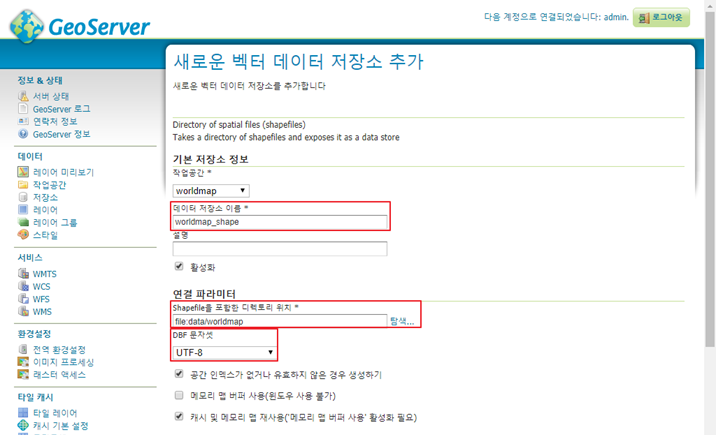 GeoServer
다음 계정으로 연결되었습니다: admin.
로그아웃
정보 & 상태
서버 상태
GeoServer 로그
연락처 정보
GeoServer 정보
데이터
레이어 미리보기
작업공간
저장소
레이어
레이어 그룹
스타일
서비스
WMTS
WCS
WFS
WMS
환경설정
전역 환경설정
이미지 프로세싱
래스터 액세스
타일 캐시
타일 레이어
캐시 기본 설정
새로운 벡터 데이터 저장소 추가
새로운 벡터 데이터 저장소를 추가합니다
Directory of spatial files (shapefiles)
Takes a directory of shapefiles and exposes it as a data store
기본 저장소 정보
작업공간 *
worldmap
데이터 저장소 이름 *
worldmap_shape
설명
활성화
연결 파라미터
Shapefile을 포함한 디렉토리 위치 *
file:data/worldmap
탐색...
DBF 문자셋
UTF-8
공간 인덱스가 없거나 유효하지 않은 경우 생성하기
메모리 맵 버퍼 사용(윈도우 사용 불가)
캐시 및 메모리 맵 재사용('메모리 맵 버퍼 사용' 활성화 필요)